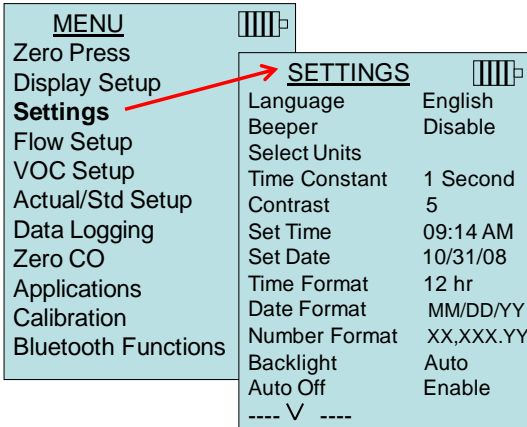 MENU
Zero Press
Display Setup
Settings
Flow Setup
VOC Setup
Actual/Std Setup
Data Logging
Zero CO
Applications
Calibration
Bluetooth Functions
SETTINGS
Language English
Beeper Disable
Select Units
Time Constant 1 Second
Contrast 5
Set Time 09:14 AM
Set Date 10/31/08
Time Format 12 hr
Date Format MM/DD/YY
Number Format XX,XXX.YY
Backlight Auto
Auto Off Enable
---- V ----